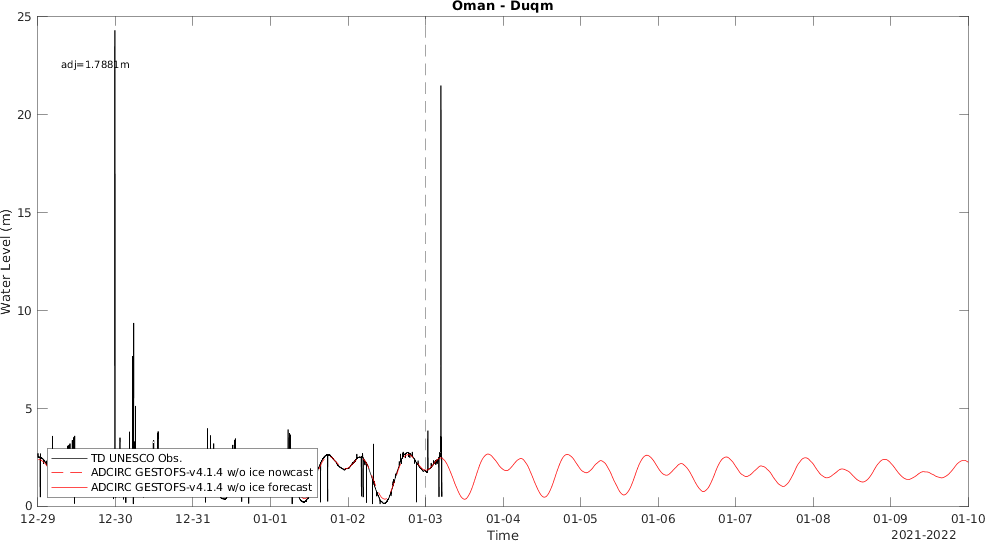 Oman - Duqm
25
adj=1.7881m
20
15
10
5
0
Water Level (m)
TD UNESCO Obs.
ADCIRC GESTOFS-v4.1.4 w/o ice nowcast
ADCIRC GESTOFS-v4.1.4 w/o ice forecast
12-29 12-30 12-31 01-01 01-02 01-03 01-04 01-05 01-06 01-07 01-08 01-09 01-10
Time
2021-2022